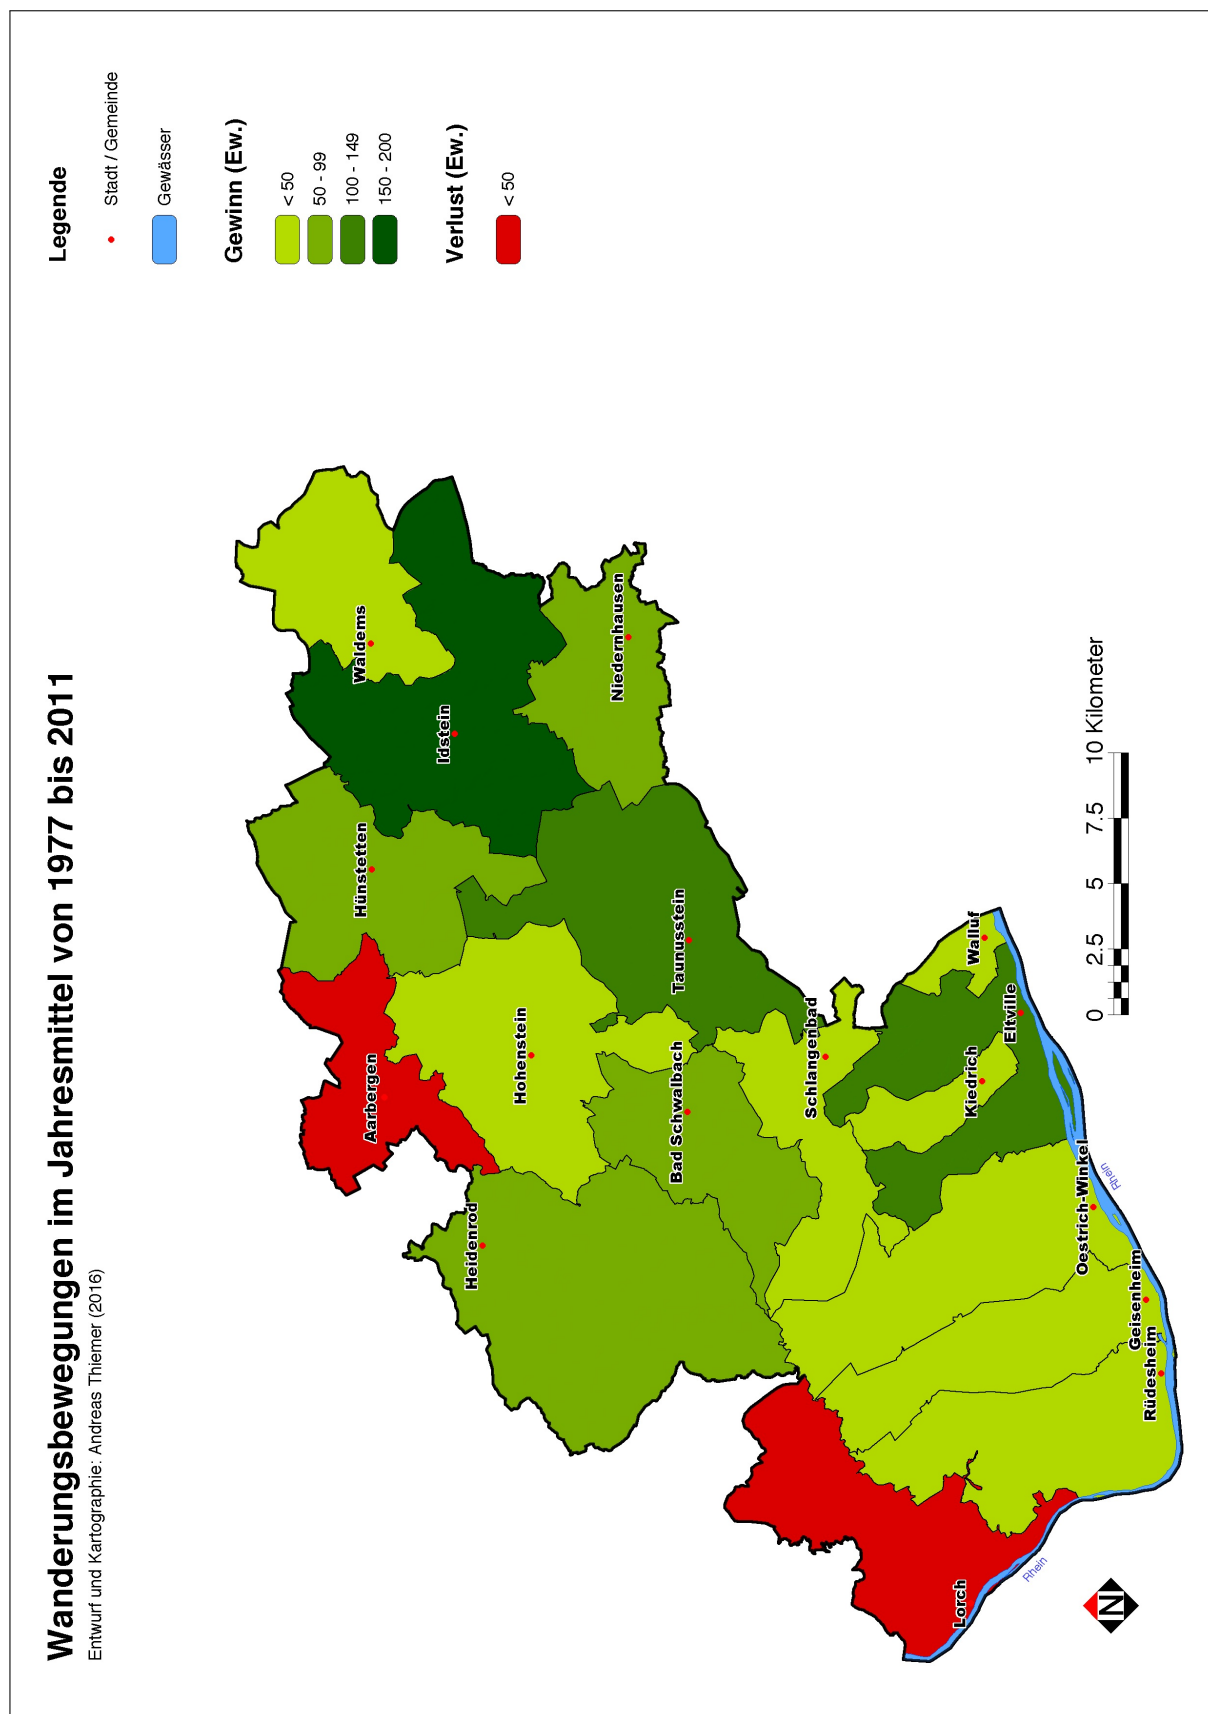 Wanderungsbewegungen im Jahresmittel von 1977 bis 2011
Entwurf und Kartographie: Andreas Thiemer (2016)
Legende
Stadt / Gemeinde
Gewässer
Gewinn (Ew.)
< 50
50 - 99
100 - 149
150 - 200
Verlust (Ew.)
< 50
Waldems
Hünstetten
Aarbergen
Idstein
Heidenrod
Hohenstein
Niedernhausen
Taunusstein
Bad Schwalbach
Schlangenbad
Walluf
Kiedrich
Eltville
Lorch
Oestrich-Winkel
Geisenheim
Rüdesheim
Rhein
Rhein
0 2.5 5 7.5 10 Kilometer
N